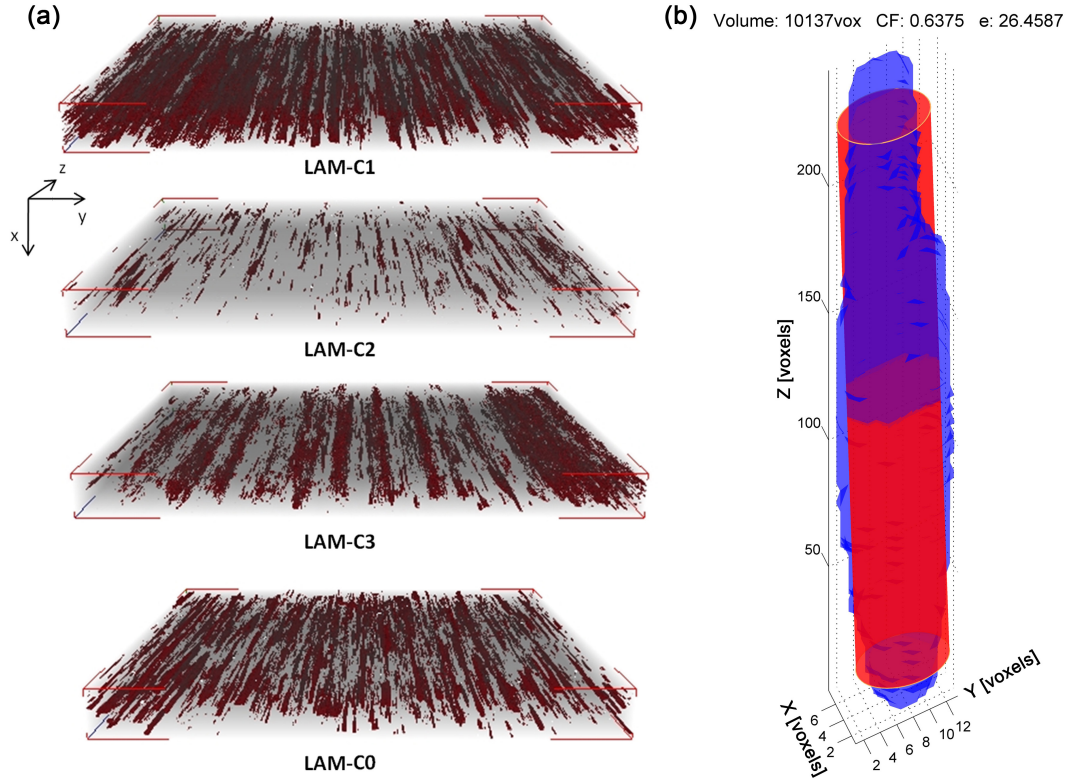 (a)
LAM-C1
z
y
x
LAM-C2
LAM-C3
LAM-C0
(b)
Volume: 10137vox CF: 0.6375 e: 26.4587
200
150
100
50
Z [voxels]
X [voxels]
6
4
2
2
4
6
8
10
12
Y [voxels]